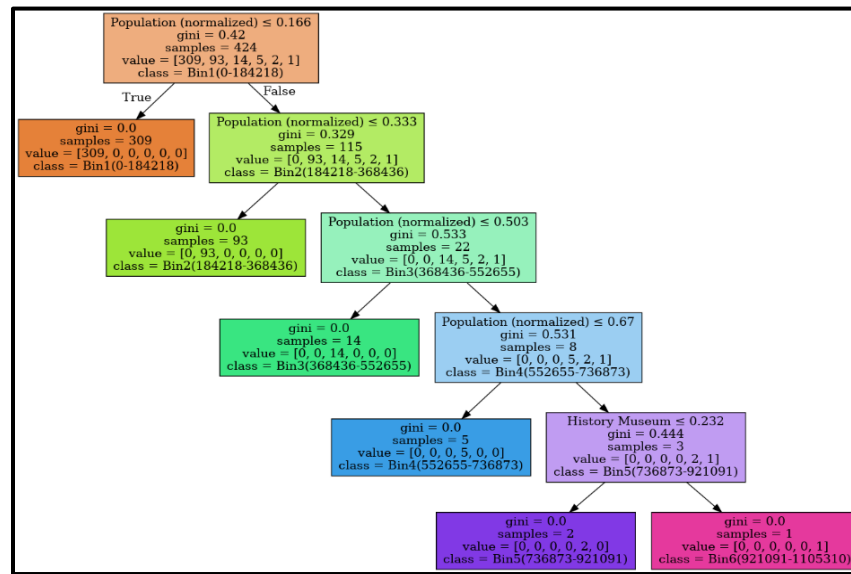 Population (normalized) ≤ 0.166
gini = 0.42
samples = 424
value = [309, 93, 14, 5, 2, 1]
class = Bin1(0-184218)
True
False
gini = 0.0
samples = 309
value = [309, 0, 0, 0, 0, 0]
class = Bin1(0-184218)
Population (normalized) ≤ 0.333
gini = 0.329
samples = 115
value = [0, 93, 14, 5, 2, 1]
class = Bin2(184218-368436)
gini = 0.0
samples = 93
value = [0, 93, 0, 0, 0, 0]
class = Bin2(184218-368436)
Population (normalized) ≤ 0.503
gini = 0.533
samples = 22
value = [0, 0, 14, 5, 2, 1]
class = Bin3(368436-552655)
gini = 0.0
samples = 14
value = [0, 0, 14, 0, 0, 0]
class = Bin3(368436-552655)
Population (normalized) ≤ 0.67
gini = 0.531
samples = 8
value = [0, 0, 0, 5, 2, 1]
class = Bin4(552655-736873)
gini = 0.0
samples = 5
value = [0, 0, 0, 5, 0, 0]
class = Bin4(552655-736873)
History Museum ≤ 0.232
gini = 0.444
samples = 3
value = [0, 0, 0, 0, 2, 1]
class = Bin5(736873-921091)
gini = 0.0
samples = 2
value = [0, 0, 0, 0, 2, 0]
class = Bin5(736873-921091)
gini = 0.0
samples = 1
value = [0, 0, 0, 0, 0, 1]
class = Bin6(921091-1105310)